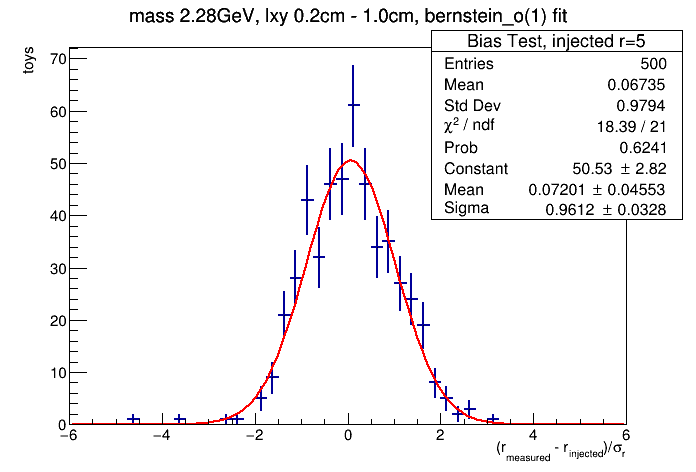 mass 2.28GeV, lxy 0.2cm - 1.0cm, bernstein_o(1) fit
Bias Test, injected r=5
Entries 500
Mean 0.06735
Std Dev 0.9794
χ² / ndf 18.39 / 21
Prob 0.6241
Constant 50.53 ± 2.82
Mean 0.07201 ± 0.04553
Sigma 0.9612 ± 0.0328
toys
70
60
50
40
30
20
10
0
−6 −4 −2 0 2 4 6
(r_measured - r_injected)/σ_r